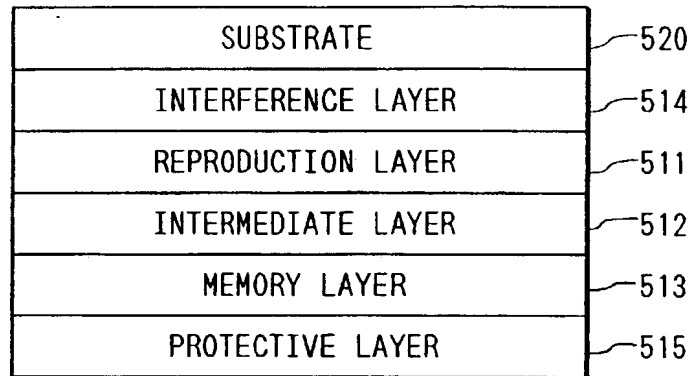 SUBSTRATE 520
INTERFERENCE LAYER 514
REPRODUCTION LAYER 511
INTERMEDIATE LAYER 512
MEMORY LAYER 513
PROTECTIVE LAYER 515